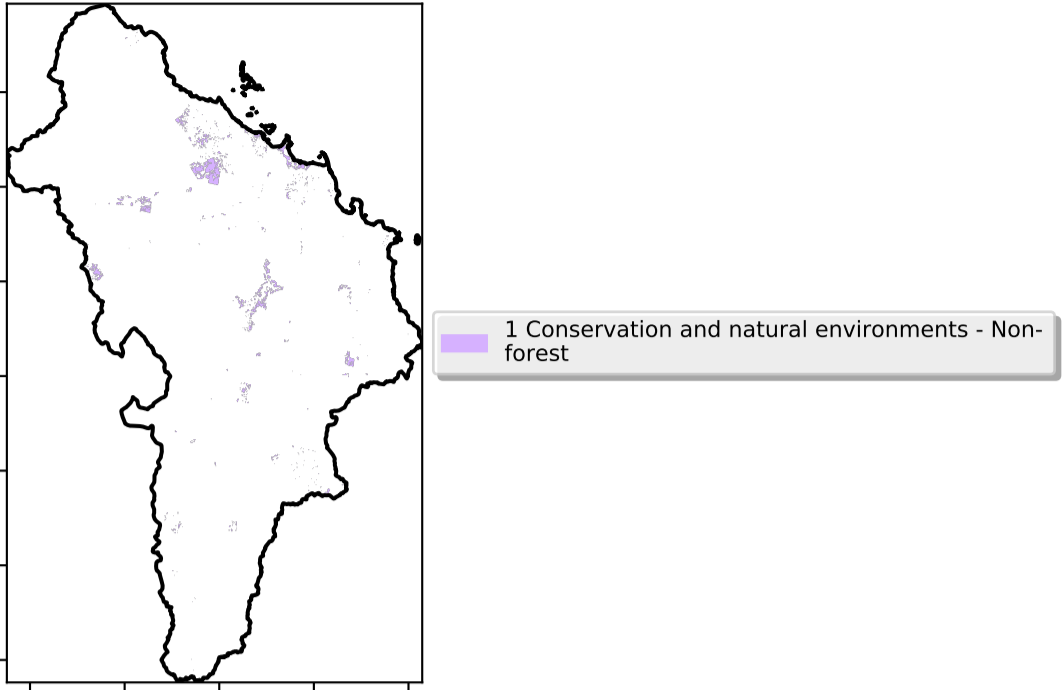 1 Conservation and natural environments - Non-
forest